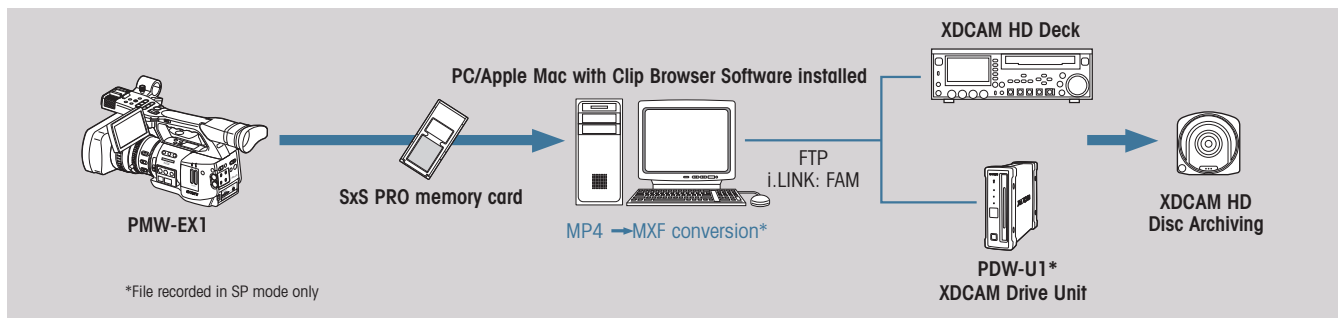 XDCAM HD Deck
PC/Apple Mac with Clip Browser Software installed
FTP
i.LINK: FAM
SxS PRO memory card
PMW-EX1
MP4 → MXF conversion*
XDCAM HD
Disc Archiving
PDW-U1*
XDCAM Drive Unit
*File recorded in SP mode only